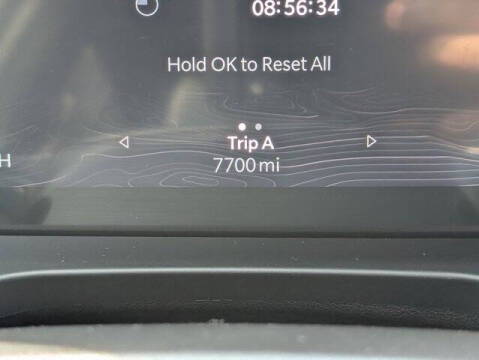 08:56:34
Hold OK to Reset All
Trip A
H
7700 mi